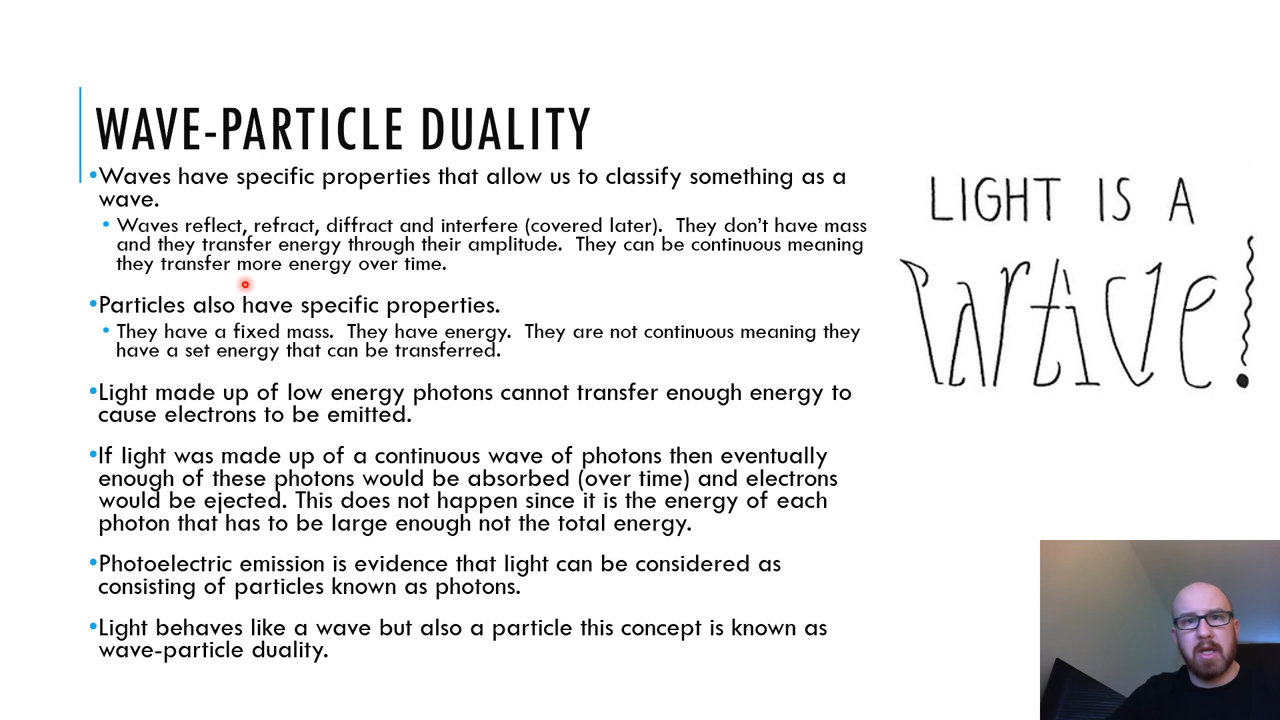 WAVE-PARTICLE DUALITY
•Waves have specific properties that allow us to classify something as a
wave.
• Waves reflect, refract, diffract and interfere (covered later). They don't have mass
and they transfer energy through their amplitude. They can be continuous meaning
they transfer more energy over time.
•Particles also have specific properties.
• They have a fixed mass. They have energy. They are not continuous meaning they
have a set energy that can be transferred.
•Light made up of low energy photons cannot transfer enough energy to
cause electrons to be emitted.
•If light was made up of a continuous wave of photons then eventually
enough of these photons would be absorbed (over time) and electrons
would be ejected. This does not happen since it is the energy of each
photon that has to be large enough not the total energy.
•Photoelectric emission is evidence that light can be considered as
consisting of particles known as photons.
•Light behaves like a wave but also a particle this concept is known as
wave-particle duality.
LIGHT IS A
Particle!